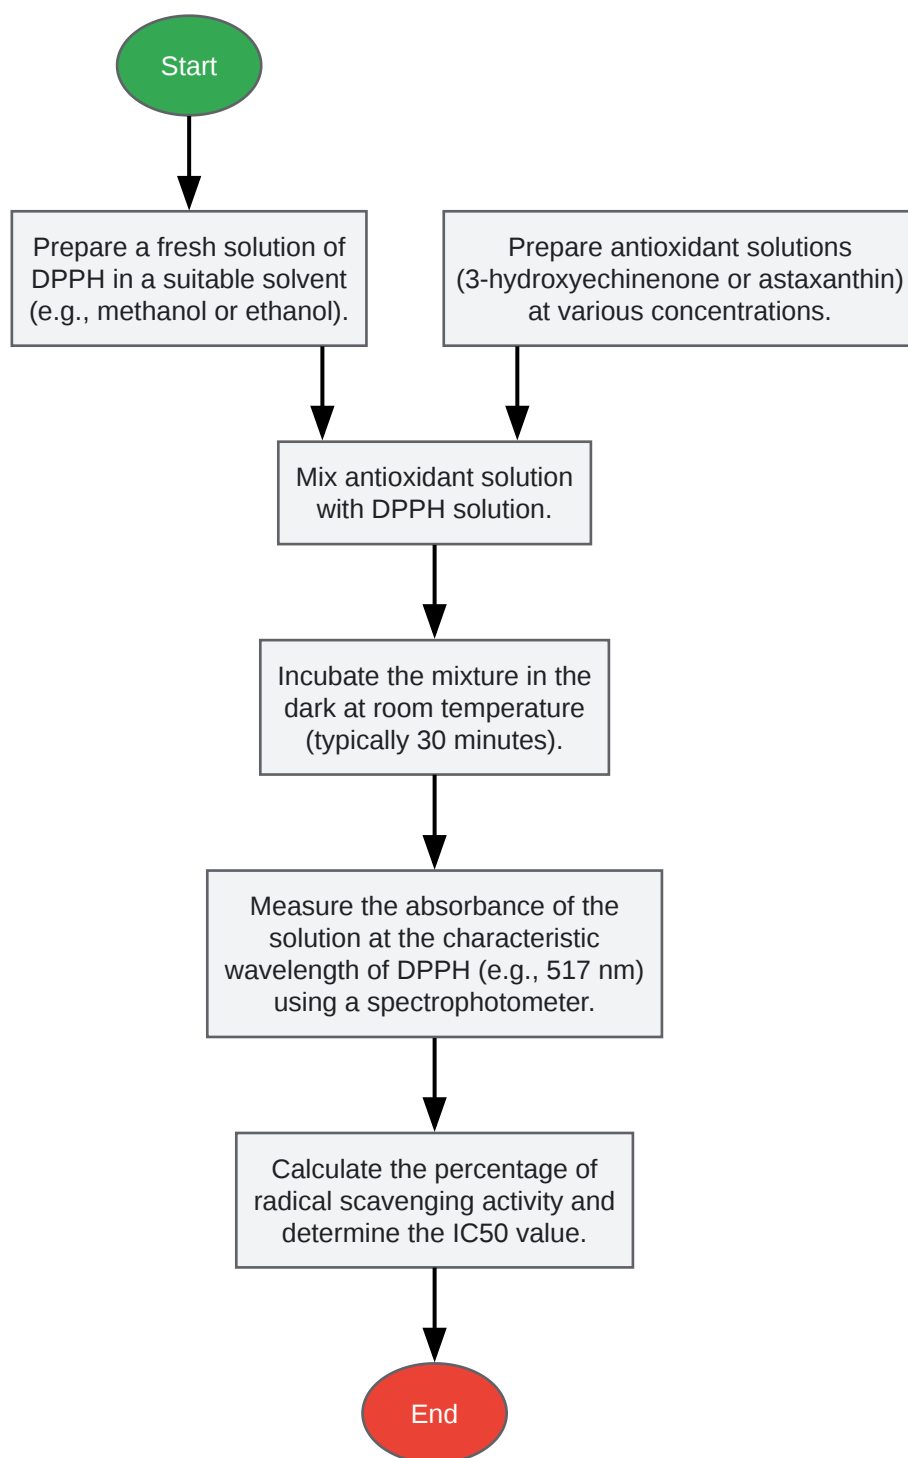 Start
Prepare a fresh solution of
DPPH in a suitable solvent
(e.g., methanol or ethanol).
Prepare antioxidant solutions
(3-hydroxyechinenone or astaxanthin)
at various concentrations.
Mix antioxidant solution
with DPPH solution.
Incubate the mixture in the
dark at room temperature
(typically 30 minutes).
Measure the absorbance of the
solution at the characteristic
wavelength of DPPH (e.g., 517 nm)
using a spectrophotometer.
Calculate the percentage of
radical scavenging activity and
determine the IC50 value.
End